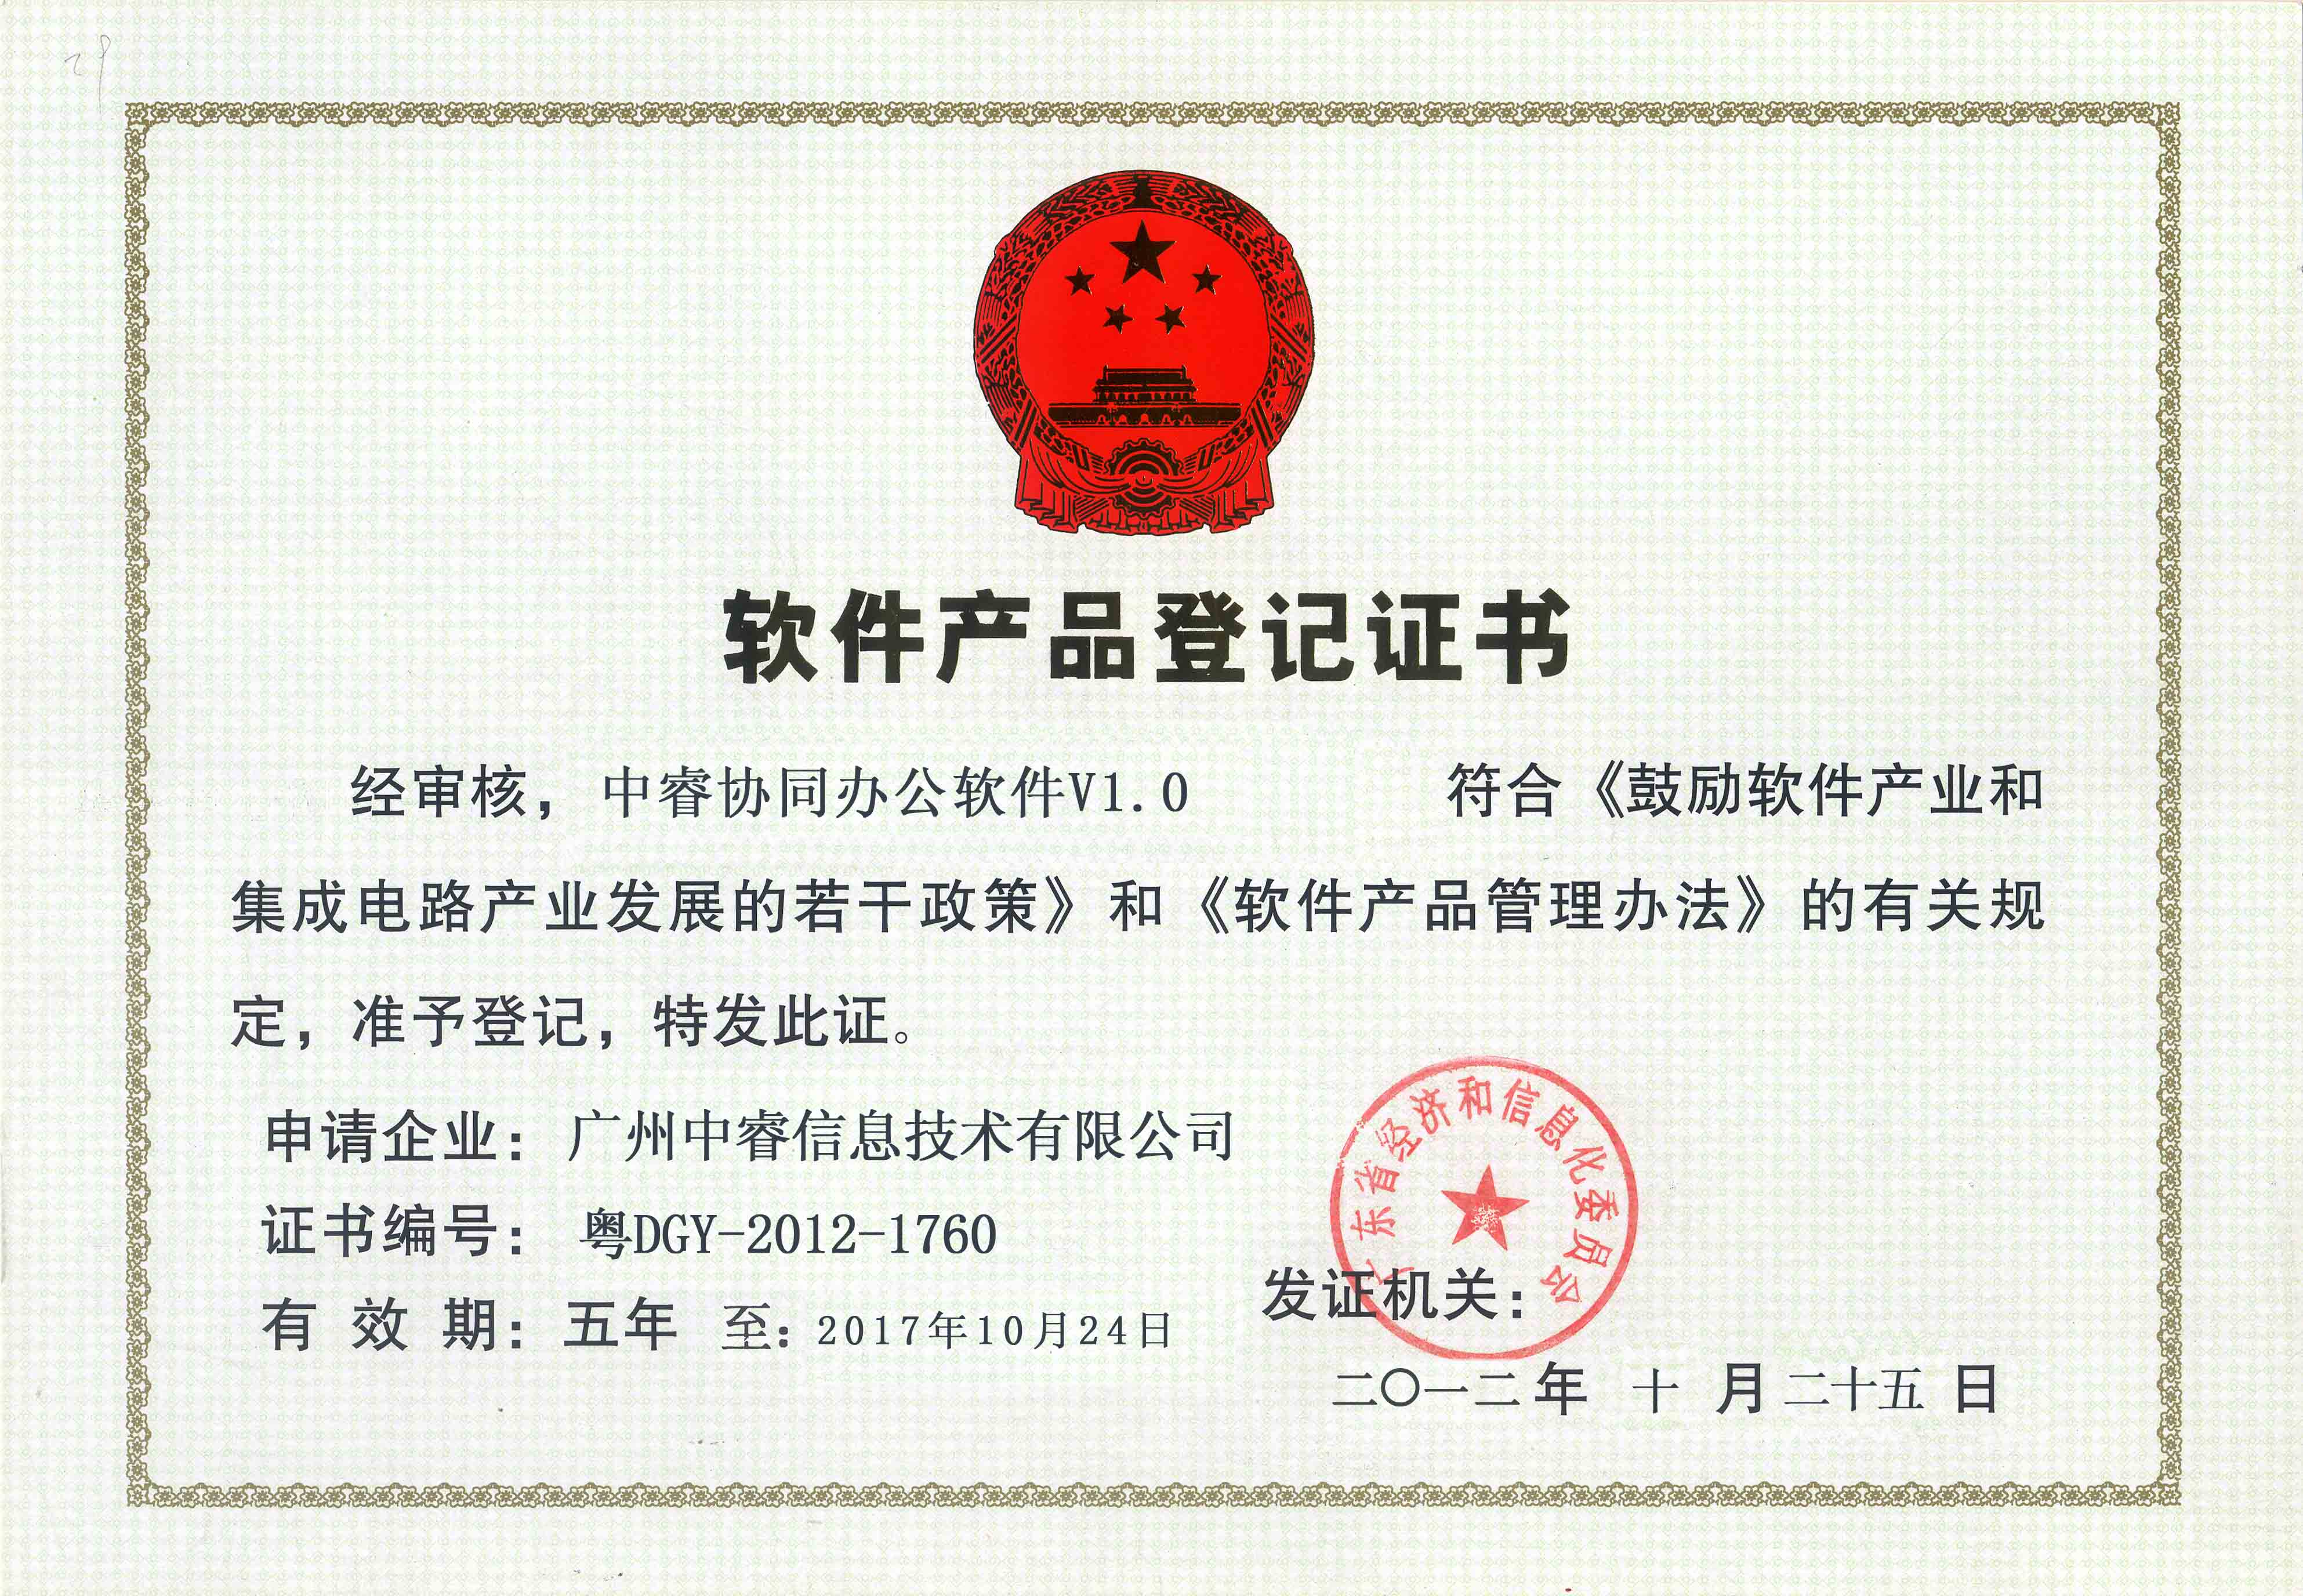 软件产品登记证书
经审核，中睿协同办公软件V1.0 符合《鼓励软件产业和
集成电路产业发展的若干政策》和《软件产品管理办法》的有关规
定，准予登记，特发此证。
申请企业：广州中睿信息技术有限公司
证书编号：粤DGY-2012-1760
有 效 期：五年 至：2017年10月24日
广东省经济和信息化委员会
发证机关：
二〇一二年 十 月二十五 日